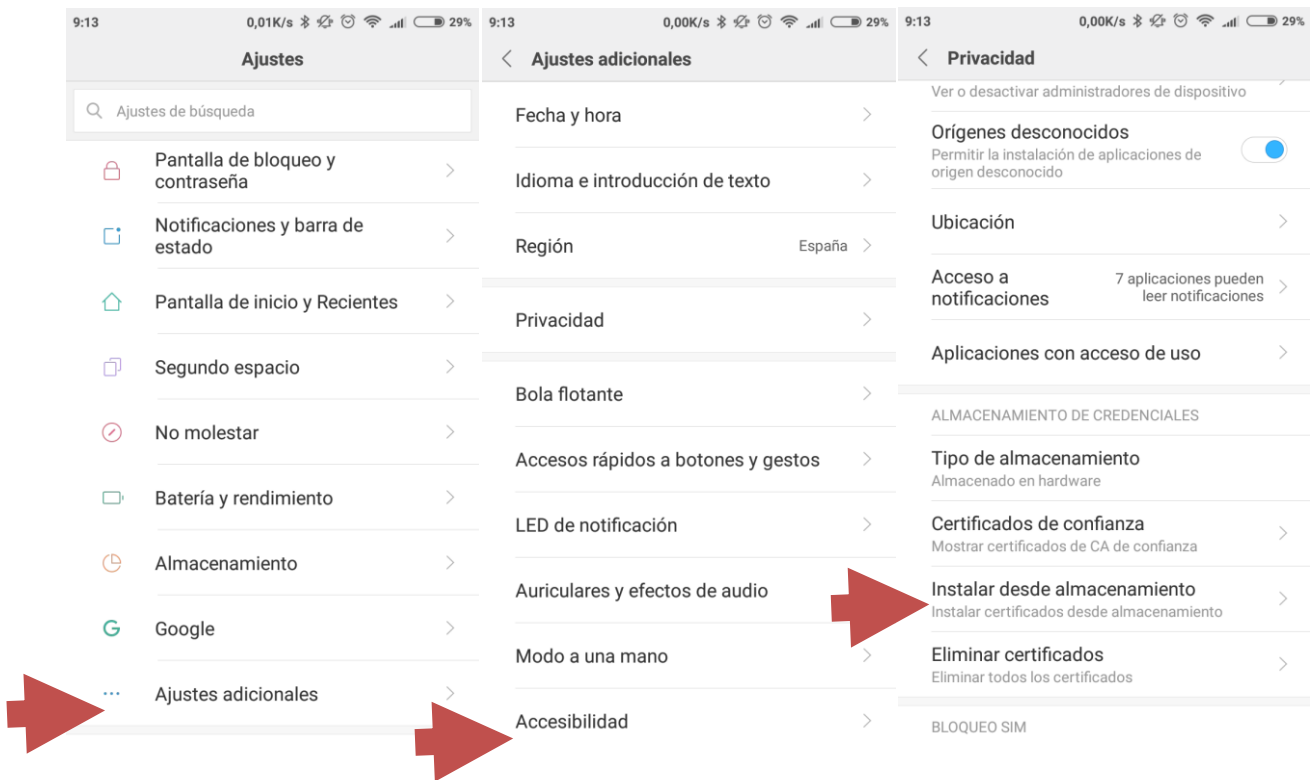 9:13
0,01K/s
29%
Ajustes
Ajustes de búsqueda
Pantalla de bloqueo y
contraseña
Notificaciones y barra de
estado
Pantalla de inicio y Recientes
Segundo espacio
No molestar
Batería y rendimiento
Almacenamiento
Google
Ajustes adicionales
9:13
0,00K/s
29%
Ajustes adicionales
Fecha y hora
Idioma e introducción de texto
Región
España
Privacidad
Bola flotante
Accesos rápidos a botones y gestos
LED de notificación
Auriculares y efectos de audio
Modo a una mano
Accesibilidad
9:13
0,00K/s
29%
Privacidad
Ver o desactivar administradores de dispositivo
Orígenes desconocidos
Permitir la instalación de aplicaciones de
origen desconocido
Ubicación
Acceso a
notificaciones
7 aplicaciones pueden
leer notificaciones
Aplicaciones con acceso de uso
ALMACENAMIENTO DE CREDENCIALES
Tipo de almacenamiento
Almacenado en hardware
Certificados de confianza
Mostrar certificados de CA de confianza
Instalar desde almacenamiento
Instalar certificados desde almacenamiento
Eliminar certificados
Eliminar todos los certificados
BLOQUEO SIM